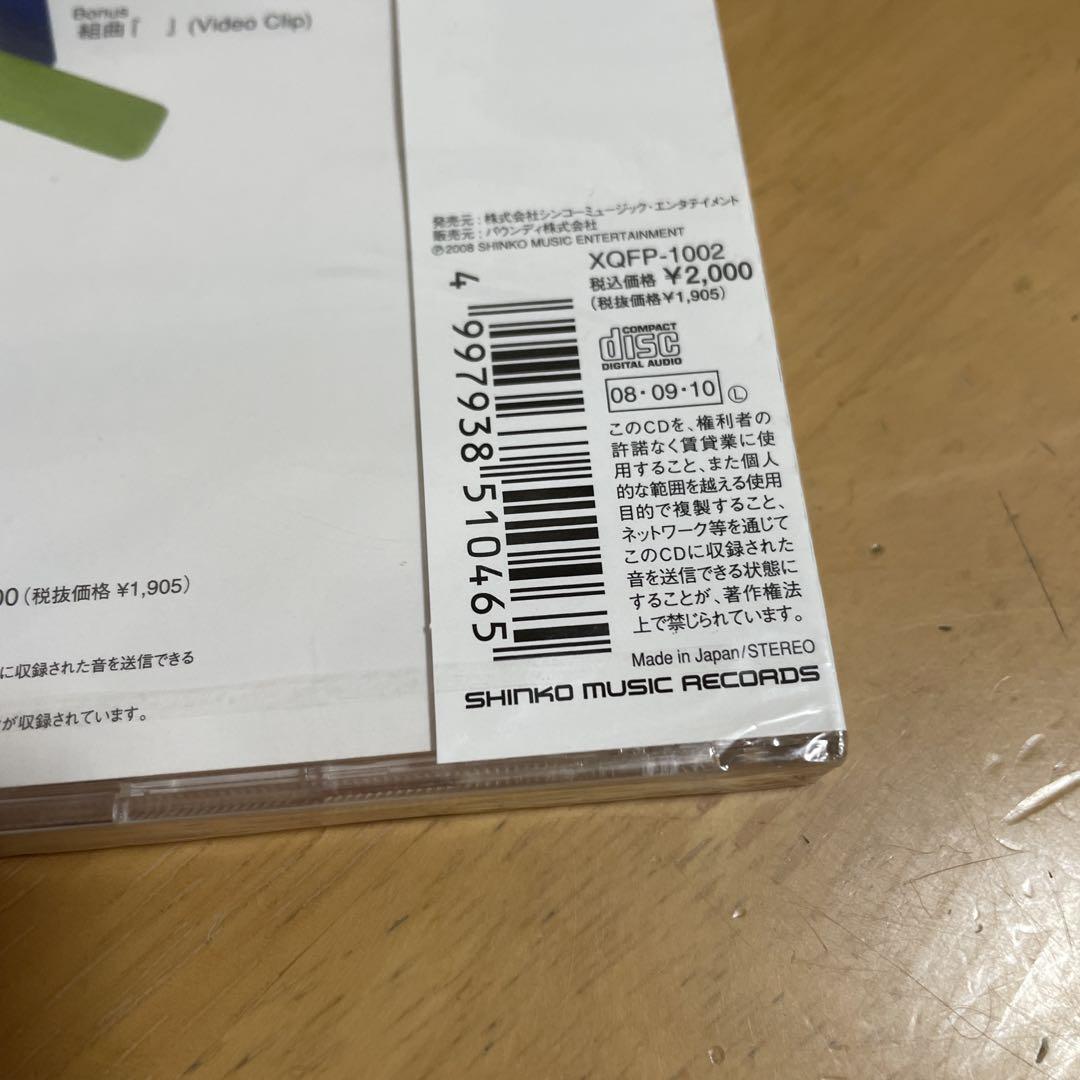 Bonus
組曲『　』(Video Clip)
発売元：株式会社シンコーミュージック・エンタテイメント
販売元：バウンディ株式会社
℗2008 SHINKO MUSIC ENTERTAINMENT
XQFP-1002
税込価格 ¥2,000
(税抜価格¥1,905)
COMPACT
disc
DIGITAL AUDIO
08・09・10 Ⓛ
このCDを、権利者の
許諾なく賃貸業に使
用すること、また個人
的な範囲を越える使用
目的で複製すること、
ネットワーク等を通じて
このCDに収録された
音を送信できる状態に
することが、著作権法
上で禁じられています。
Made in Japan/STEREO
SHINKO MUSIC RECORDS
4 997938 510465
00(税抜価格 ¥1,905)
に収録された音を送信できる
が収録されています。